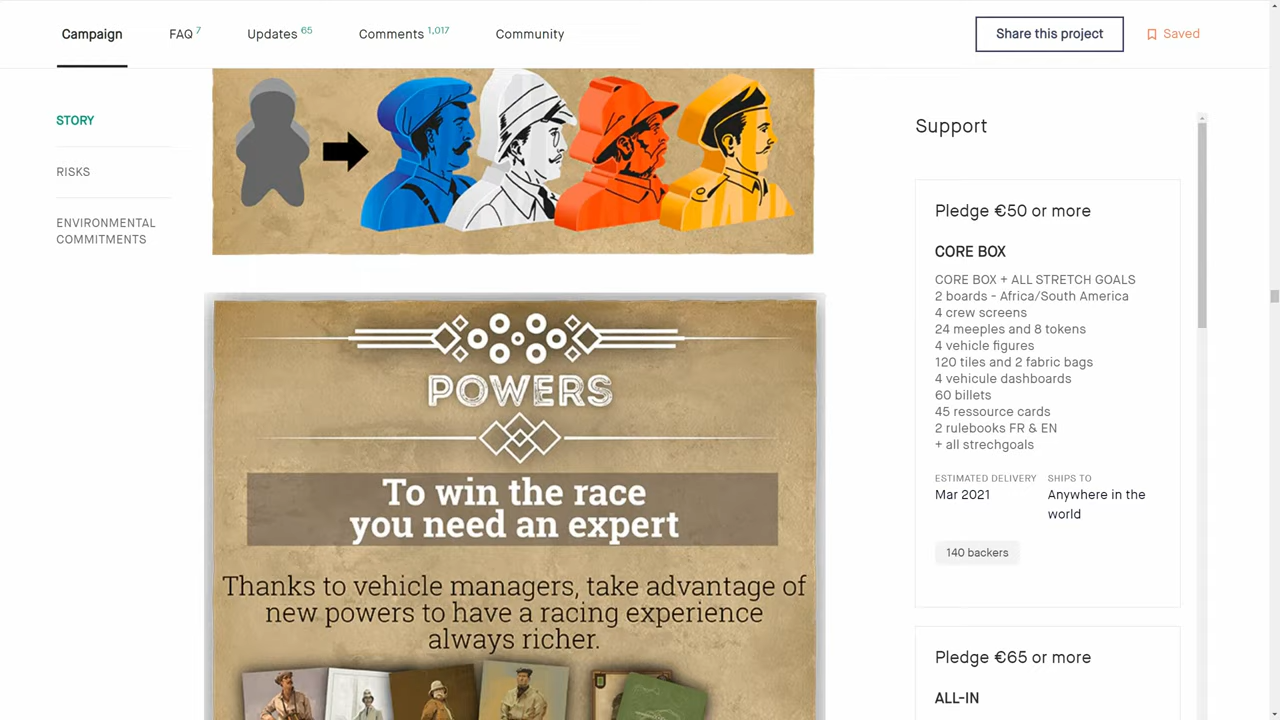 Campaign
FAQ 7
Updates 65
Comments 1,017
Community
Share this project
Saved
STORY
RISKS
ENVIRONMENTAL
COMMITMENTS
POWERS
To win the race
you need an expert
Thanks to vehicle managers, take advantage of
new powers to have a racing experience
always richer.
Support
Pledge €50 or more
CORE BOX
CORE BOX + ALL STRETCH GOALS
2 boards - Africa/South America
4 crew screens
24 meeples and 8 tokens
4 vehicle figures
120 tiles and 2 fabric bags
4 vehicule dashboards
60 billets
45 ressource cards
2 rulebooks FR & EN
+ all strechgoals
ESTIMATED DELIVERY
Mar 2021
SHIPS TO
Anywhere in the
world
140 backers
Pledge €65 or more
ALL-IN